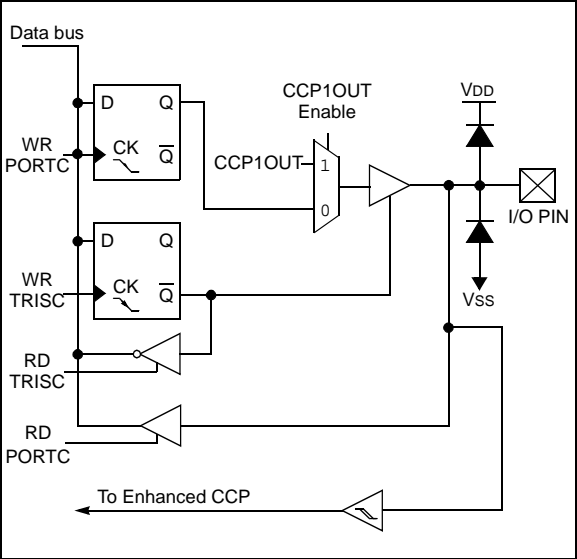 Data bus
D
Q
CK
Q
WR
PORTC
CCP1OUT
Enable
CCP1OUT
1
0
VDD
I/O PIN
VSS
D
Q
CK
Q
WR
TRISC
RD
TRISC
RD
PORTC
To Enhanced CCP